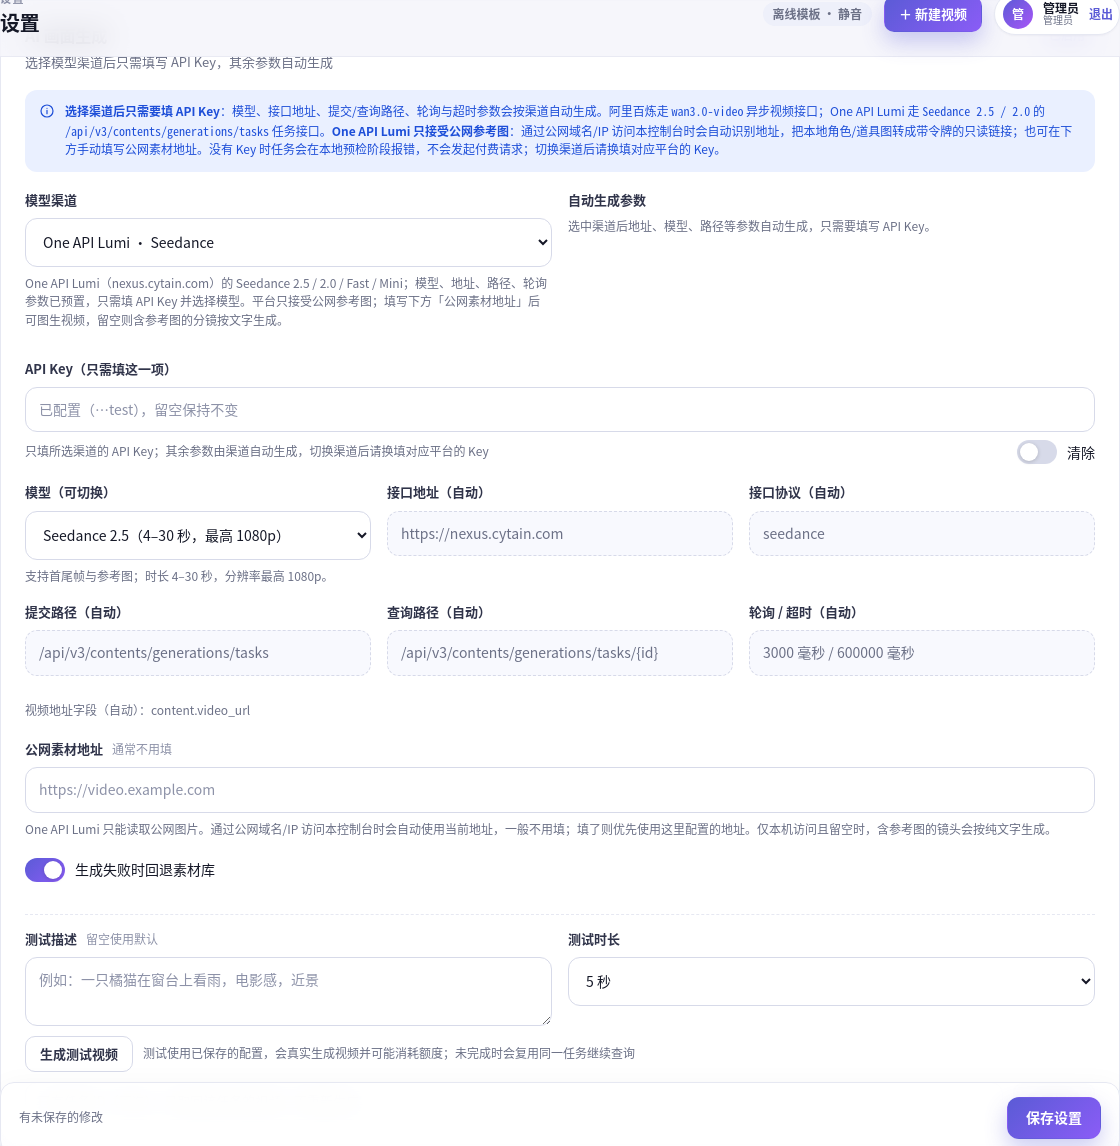 设置
离线模板 · 静音
＋ 新建视频
管
管理员
管理员
退出
选择模型渠道后只需填写 API Key，其余参数自动生成
选择渠道后只需要填 API Key：模型、接口地址、提交/查询路径、轮询与超时参数会按渠道自动生成。阿里百炼走 wan3.0-video 异步视频接口；One API Lumi 走 Seedance 2.5 / 2.0 的
/api/v3/contents/generations/tasks 任务接口。One API Lumi 只接受公网参考图：通过公网域名/IP 访问本控制台时会自动识别地址，把本地角色/道具图转成带令牌的只读链接；也可在下
方手动填写公网素材地址。没有 Key 时任务会在本地预检阶段报错，不会发起付费请求；切换渠道后请换填对应平台的 Key。
模型渠道
自动生成参数
One API Lumi · Seedance
选中渠道后地址、模型、路径等参数自动生成，只需要填写 API Key。
One API Lumi（nexus.cytain.com）的 Seedance 2.5 / 2.0 / Fast / Mini；模型、地址、路径、轮询
参数已预置，只需填 API Key 并选择模型。平台只接受公网参考图；填写下方「公网素材地址」后
可图生视频，留空则含参考图的分镜按文字生成。
API Key（只需填这一项）
已配置（…test），留空保持不变
只填所选渠道的 API Key；其余参数由渠道自动生成，切换渠道后请换填对应平台的 Key
清除
模型（可切换）
接口地址（自动）
接口协议（自动）
Seedance 2.5（4–30 秒，最高 1080p）
https://nexus.cytain.com
seedance
支持首尾帧与参考图；时长 4–30 秒，分辨率最高 1080p。
提交路径（自动）
查询路径（自动）
轮询 / 超时（自动）
/api/v3/contents/generations/tasks
/api/v3/contents/generations/tasks/{id}
3000 毫秒 / 600000 毫秒
视频地址字段（自动）：content.video_url
公网素材地址 通常不用填
https://video.example.com
One API Lumi 只能读取公网图片。通过公网域名/IP 访问本控制台时会自动使用当前地址，一般不用填；填了则优先使用这里配置的地址。仅本机访问且留空时，含参考图的镜头会按纯文字生成。
生成失败时回退素材库
测试描述 留空使用默认
测试时长
例如：一只橘猫在窗台上看雨，电影感，近景
5 秒
生成测试视频
测试使用已保存的配置，会真实生成视频并可能消耗额度；未完成时会复用同一任务继续查询
有未保存的修改
保存设置